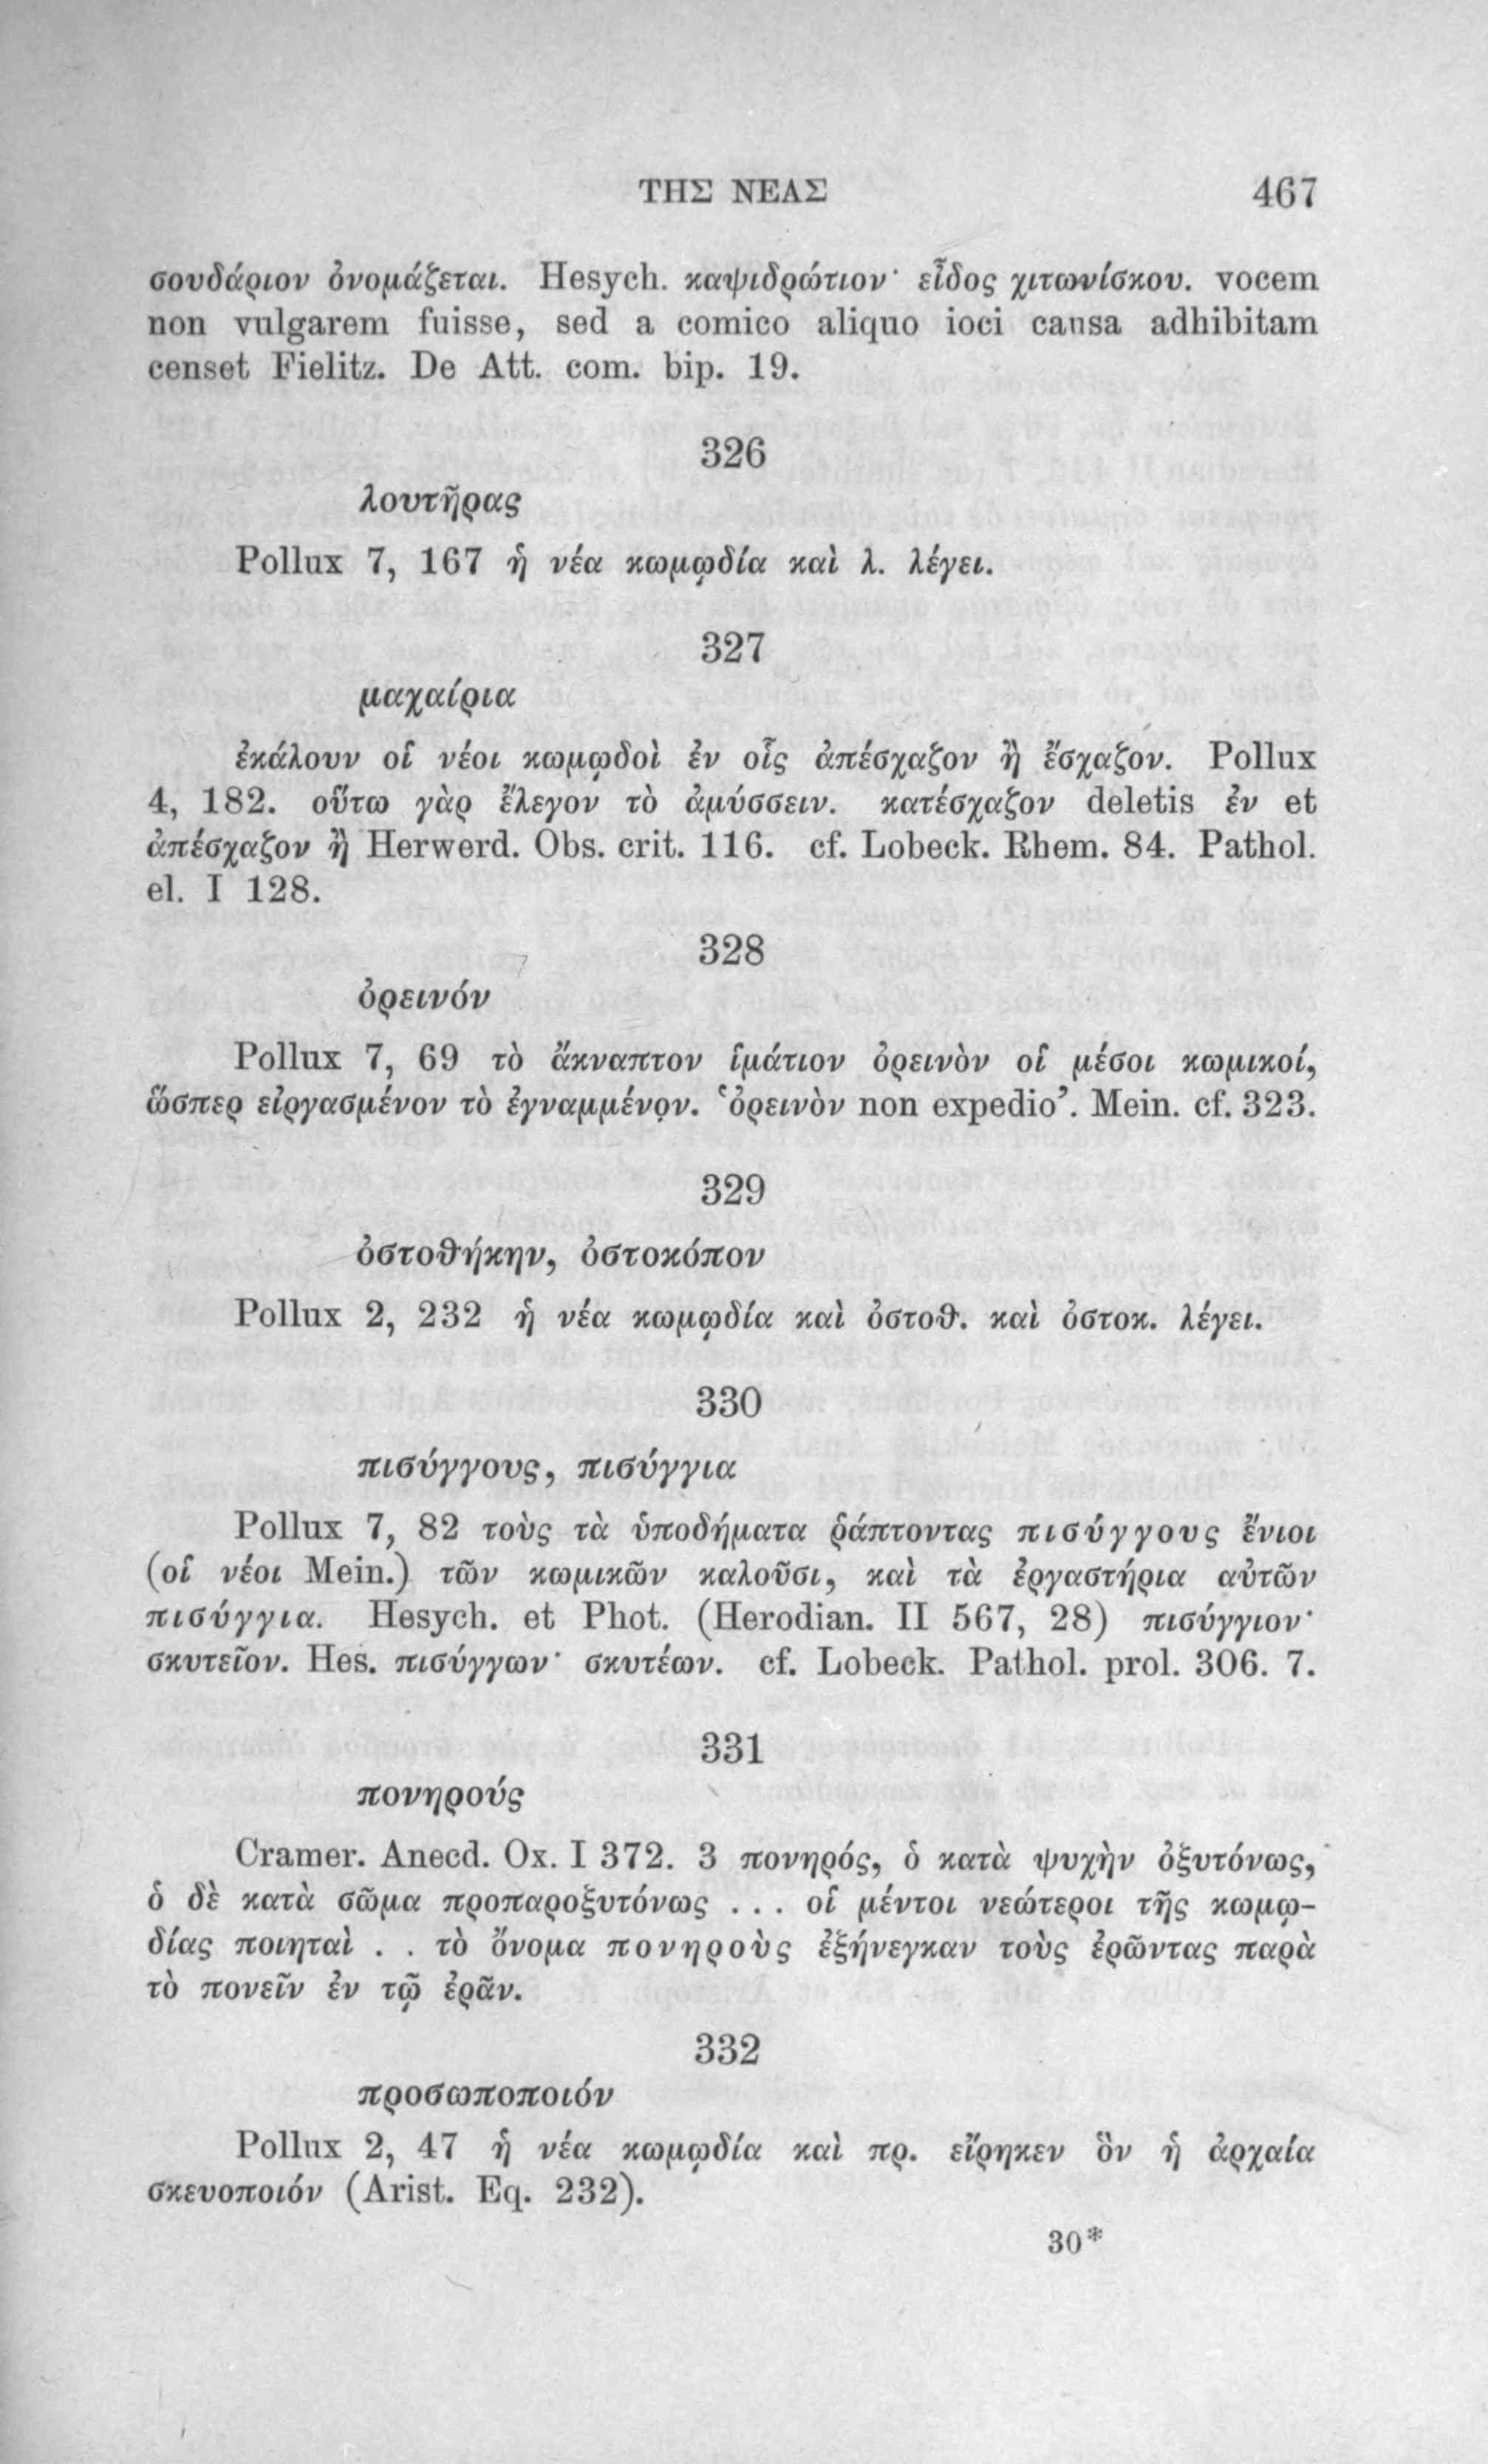 ΤΗΣ ΝΕΑΣ 467
σουδάριον ὀνομάζεται. Hesych. καψιδρώτιον· εἶδος χιτωνίσκου. vocem
non vulgarem fuisse, sed a comico aliquo ioci causa adhibitam
censet Fielitz. De Att. com. bip. 19.
326
λουτῆρας
Pollux 7, 167 ἡ νέα κωμῳδία καὶ λ. λέγει.
327
μαχαίρια
ἐκάλουν οἱ νέοι κωμῳδοὶ ἐν οἷς ἀπέσχαζον ἢ ἔσχαζον. Pollux
4, 182. οὕτω γὰρ ἔλεγον τὸ ἀμύσσειν. κατέσχαζον deletis ἐν et
ἀπέσχαζον ἢ Herwerd. Obs. crit. 116. cf. Lobeck. Rhem. 84. Pathol.
el. I 128.
328
ὀρεινόν
Pollux 7, 69 τὸ ἄκναπτον ἱμάτιον ὀρεινὸν οἱ μέσοι κωμικοί,
ὥσπερ εἰργασμένον τὸ ἐγναμμένον. ‘ὀρεινὸν non expedio’. Mein. cf. 323.
329
ὀστοθήκην, ὀστοκόπον
Pollux 2, 232 ἡ νέα κωμῳδία καὶ ὀστοθ. καὶ ὀστοκ. λέγει.
330
πισύγγους, πισύγγια
Pollux 7, 82 τοὺς τὰ ὑποδήματα ῥάπτοντας πισύγγους ἔνιοι
(οἱ νέοι Mein.) τῶν κωμικῶν καλοῦσι, καὶ τὰ ἐργαστήρια αὐτῶν
πισύγγια. Hesych. et Phot. (Herodian. II 567, 28) πισύγγιον·
σκυτεῖον. Hes. πισύγγων· σκυτέων. cf. Lobeck. Pathol. prol. 306. 7.
331
πονηρούς
Cramer. Anecd. Ox. I 372. 3 πονηρός, ὁ κατὰ ψυχὴν ὀξυτόνως,
ὁ δὲ κατὰ σῶμα προπαροξυτόνως ... οἱ μέντοι νεώτεροι τῆς κωμῳ-
δίας ποιηταὶ . . τὸ ὄνομα πονηροὺς ἐξήνεγκαν τοὺς ἐρῶντας παρὰ
τὸ πονεῖν ἐν τῷ ἐρᾶν.
332
προσωποποιόν
Pollux 2, 47 ἡ νέα κωμῳδία καὶ πρ. εἴρηκεν ὃν ἡ ἀρχαία
σκευοποιόν (Arist. Eq. 232).
30*